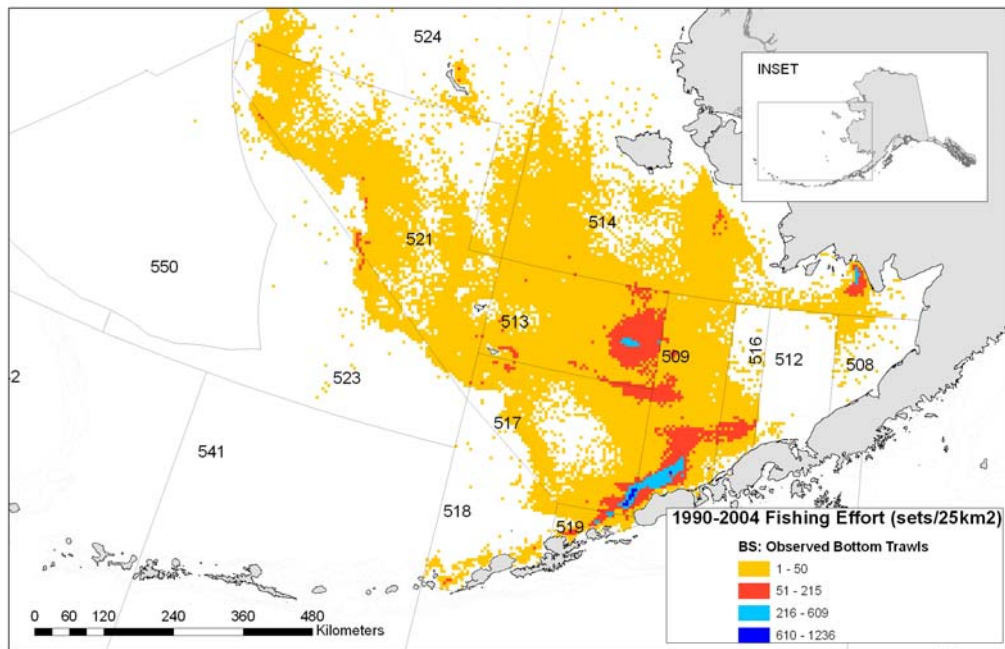 524
INSET
514
521
550
513
509
516
512
508
2
523
517
541
518
519
4
1990-2004 Fishing Effort (sets/25km2)
BS: Observed Bottom Trawls
1 - 50
51 - 215
216 - 609
610 - 1236
0 60 120 240 360 480
Kilometers